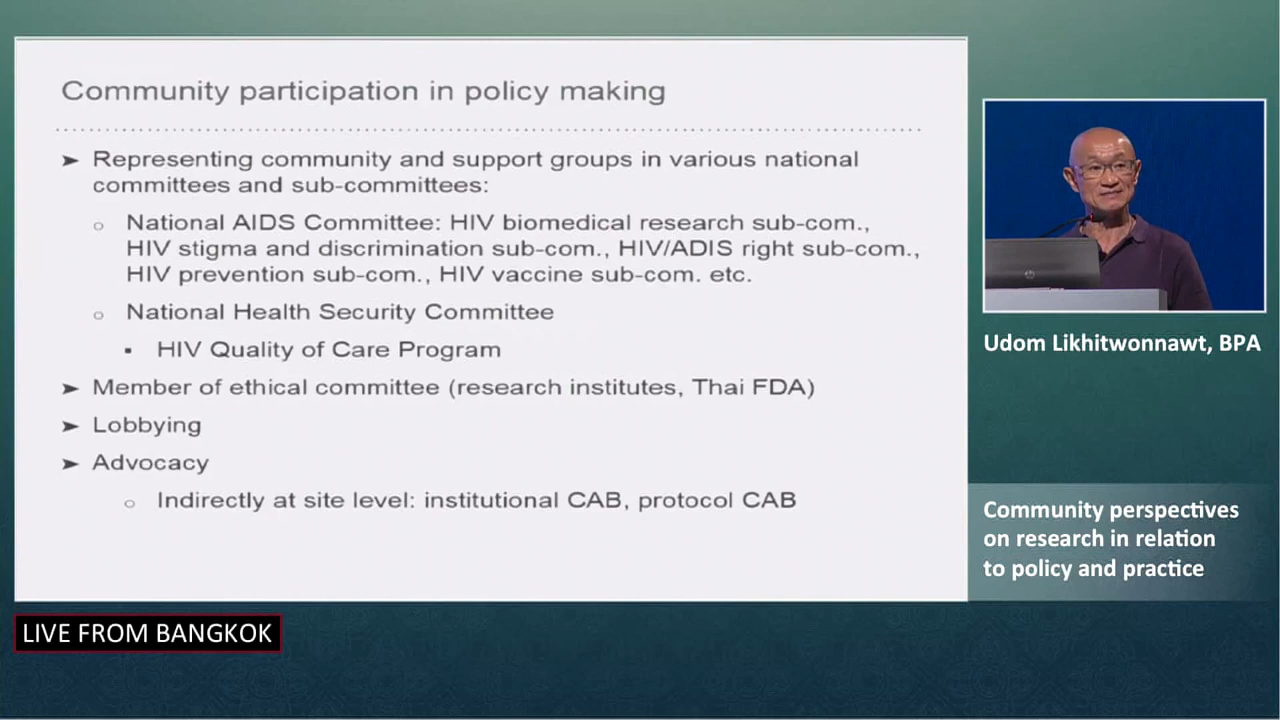 Community participation in policy making
➤ Representing community and support groups in various national
committees and sub-committees:
○ National AIDS Committee: HIV biomedical research sub-com.,
HIV stigma and discrimination sub-com., HIV/ADIS right sub-com.,
HIV prevention sub-com., HIV vaccine sub-com. etc.
○ National Health Security Committee
▪ HIV Quality of Care Program
➤ Member of ethical committee (research institutes, Thai FDA)
➤ Lobbying
➤ Advocacy
○ Indirectly at site level: institutional CAB, protocol CAB
Udom Likhitwonnawt, BPA
Community perspectives
on research in relation
to policy and practice
LIVE FROM BANGKOK